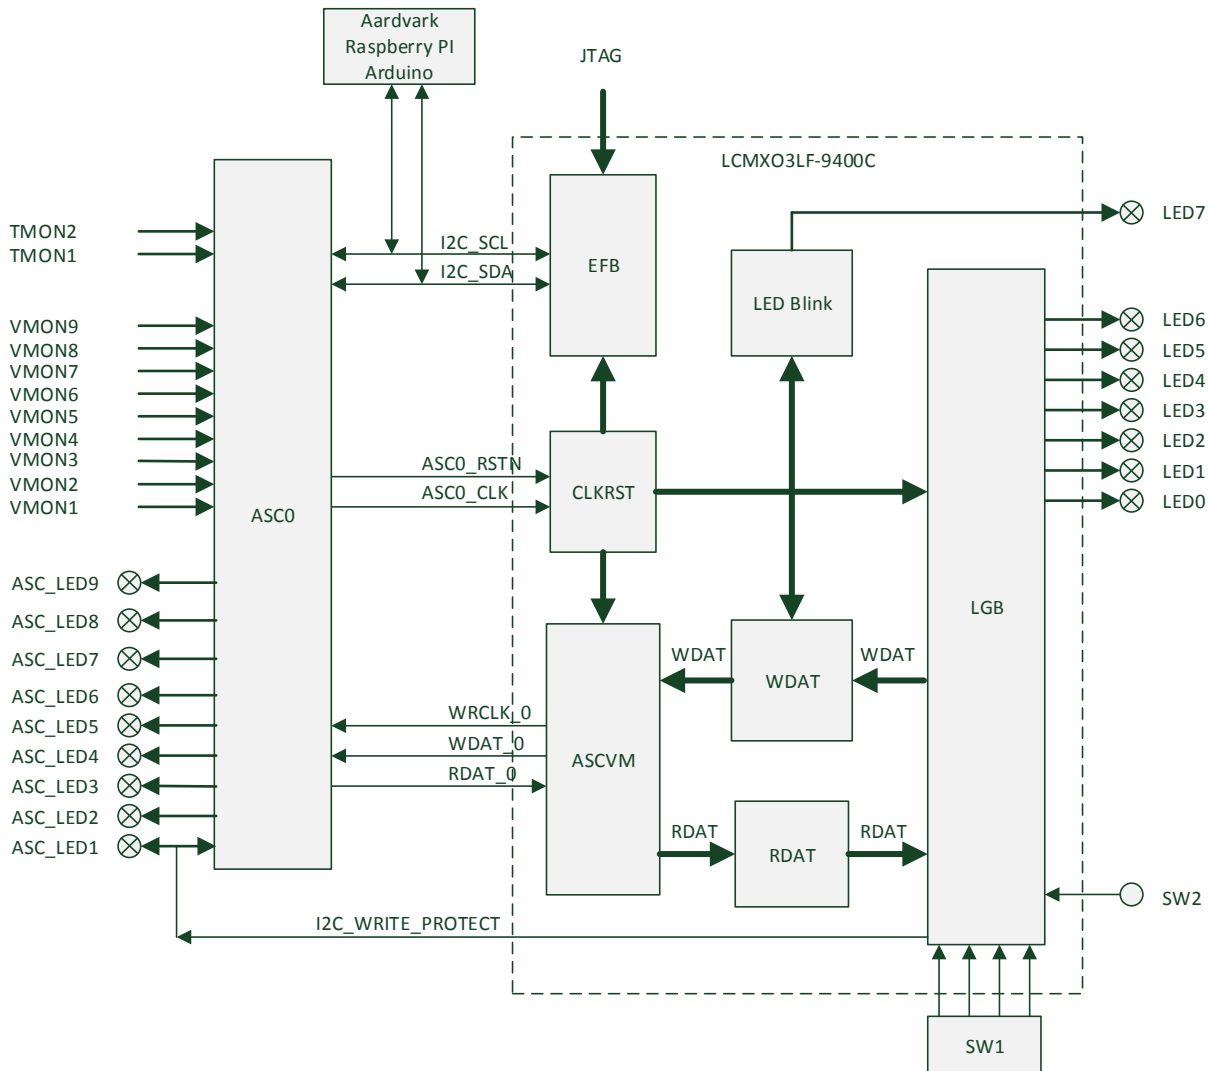 Aardvark
Raspberry PI
Arduino
JTAG
LCMXO3LF-9400C
TMON2
TMON1
I2C_SCL
I2C_SDA
EFB
LED Blink
LED7
VMON9
VMON8
VMON7
VMON6
VMON5
VMON4
VMON3
VMON2
VMON1
LED6
LED5
LED4
LED3
LED2
LED1
LED0
ASC0_RSTN
ASC0_CLK
CLKRST
ASC0
LGB
ASC_LED9
ASC_LED8
ASC_LED7
ASC_LED6
ASC_LED5
ASC_LED4
ASC_LED3
ASC_LED2
ASC_LED1
WDAT
WDAT
WDAT
WRCLK_0
WDAT_0
RDAT_0
ASCVM
RDAT
RDAT
RDAT
SW2
I2C_WRITE_PROTECT
SW1